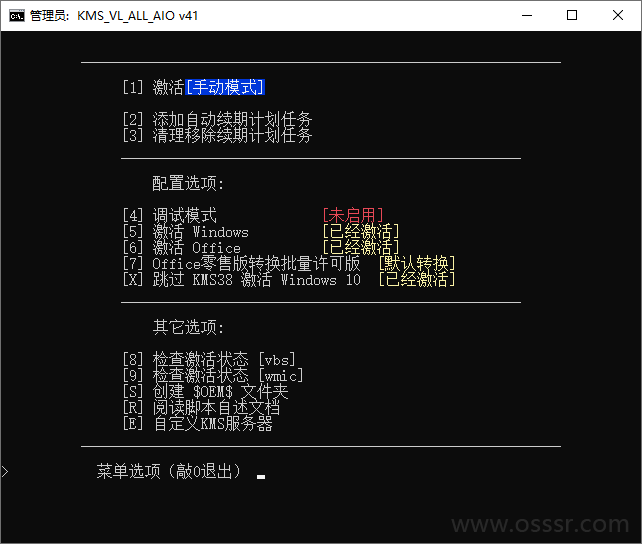 管理员: KMS_VL_ALL_AIO v41
[1] 激活[手动模式]
[2] 添加自动续期计划任务
[3] 清理移除续期计划任务
配置选项:
[4] 调试模式 [未启用]
[5] 激活 Windows [已经激活]
[6] 激活 Office [已经激活]
[7] Office零售版转换批量许可版 [默认转换]
[X] 跳过 KMS38 激活 Windows 10 [已经激活]
其它选项:
[8] 检查激活状态 [vbs]
[9] 检查激活状态 [wmic]
[S] 创建 $OEM$ 文件夹
[R] 阅读脚本自述文档
[E] 自定义KMS服务器
> 菜单选项（敲0退出） _
www.osssr.com